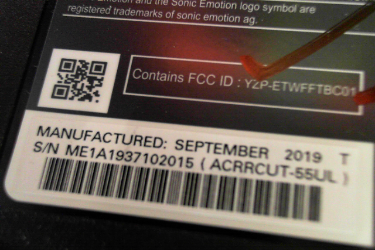 Emotion and the Sonic Emotion logo symbol are
registered trademarks of sonic emotion ag.
Contains FCC ID : YZP-ETWFFTBC01
MANUFACTURED: SEPTEMBER 2019 T
S/N ME1A1937102015 ( ACRRCUT-55UL )